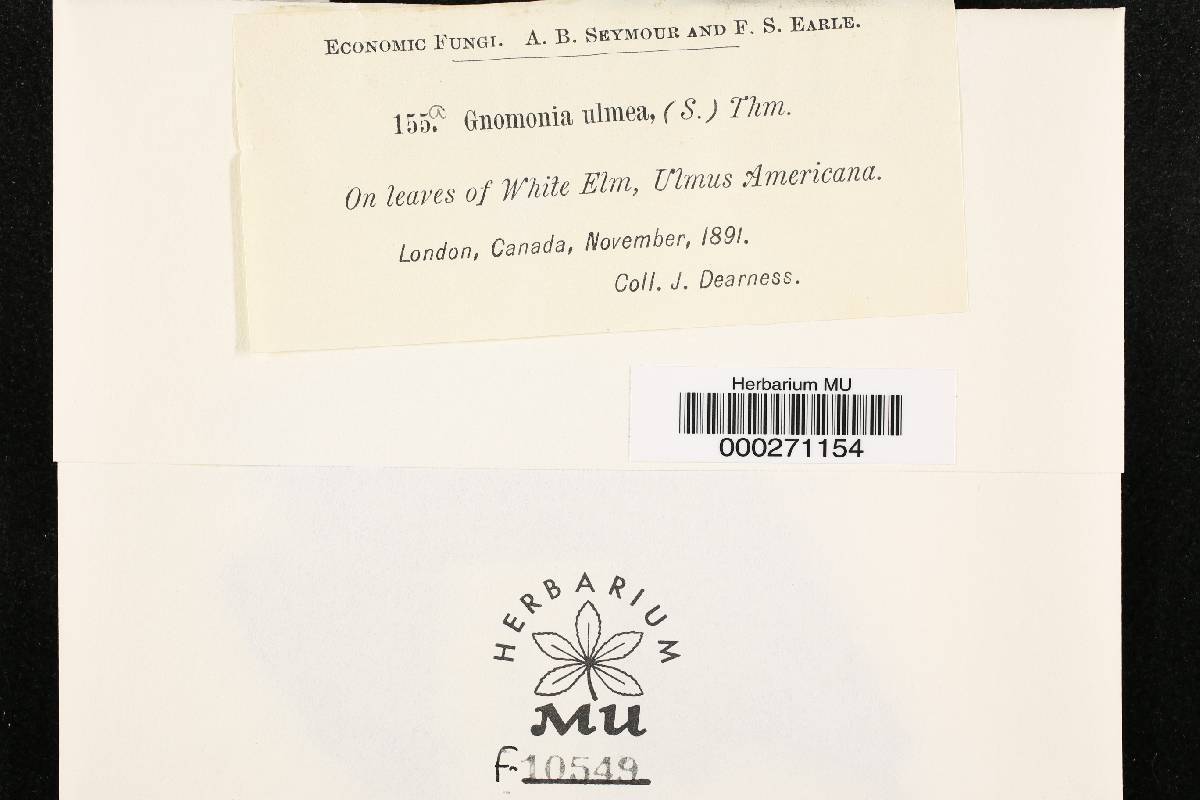 ECONOMIC FUNGI. A. B. SEYMOUR AND F. S. EARLE.
155.a Gnomonia ulmea, (S.) Thm.
On leaves of White Elm, Ulmus Americana.
London, Canada, November, 1891.
Coll. J. Dearness.
Herbarium MU
000271154
HERBARIUM
MU
F-10549